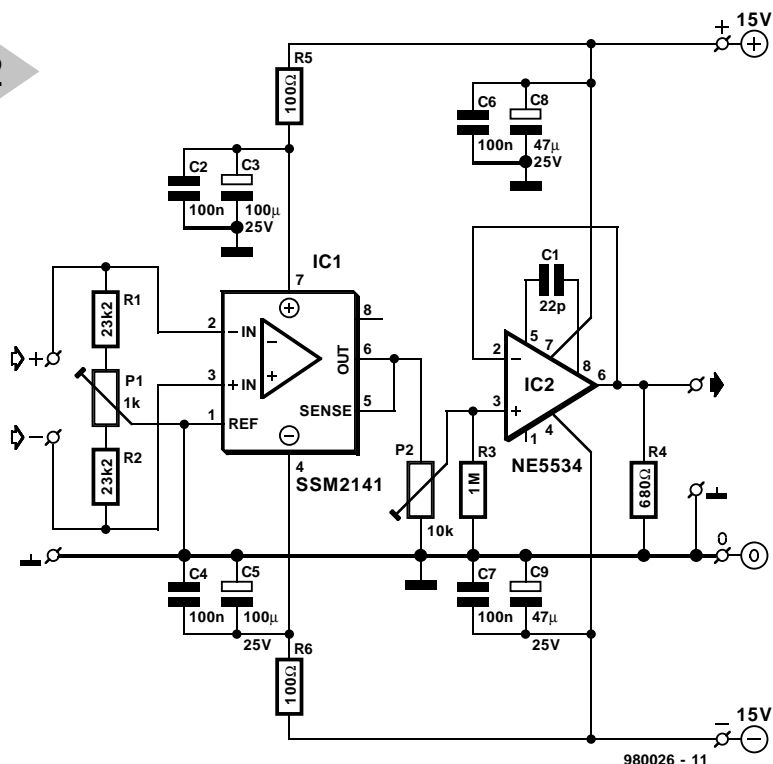 2
+ 15V
+
R5
100Ω
C6
100n
C8
47µ
25V
C2
100n
C3
100µ
25V
IC1
7
+
8
C1
22p
R1
23k2
2
– IN
–
+
OUT
6
5
7
8
2
–
IC2
6
+
P1
1k
3
+ IN
SENSE
5
3
+
1
4
NE5534
–
1
REF
–
4
SSM2141
R2
23k2
P2
10k
R3
1M
R4
680Ω
0
0
C4
100n
C5
100µ
25V
C7
100n
C9
47µ
25V
R6
100Ω
– 15V
–
980026 - 11